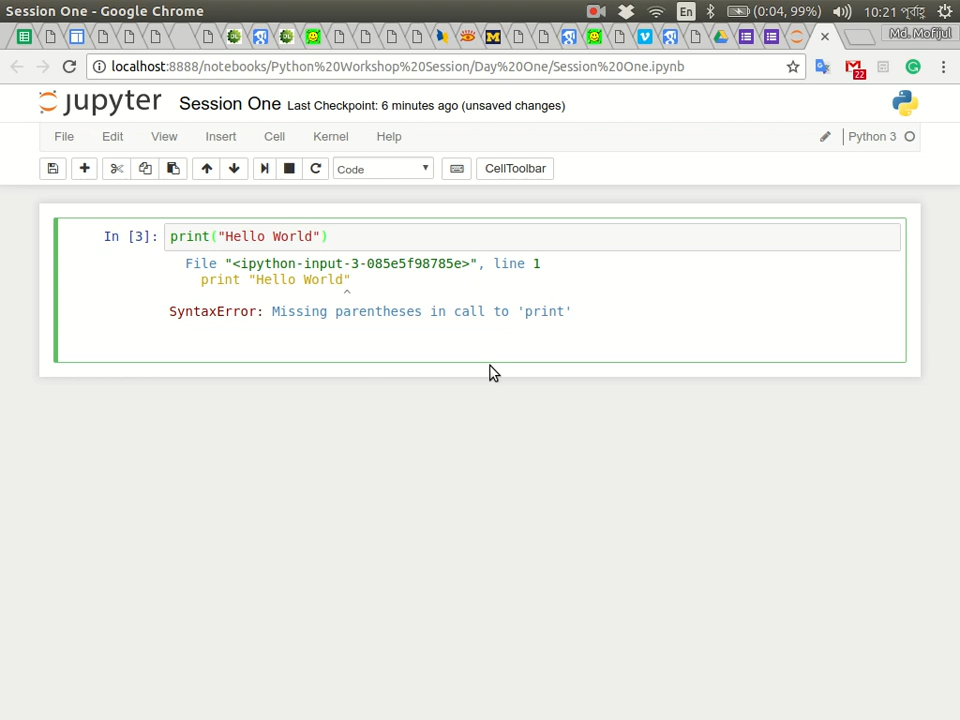 Session One - Google Chrome
En
(0:04, 99%)
10:21 পূর্বাহ্ণ
Md. Mofijul
localhost:8888/notebooks/Python%20Workshop%20Session/Day%20One/Session%20One.ipynb
22
jupyter
Session One Last Checkpoint: 6 minutes ago (unsaved changes)
File Edit View Insert Cell Kernel Help
Python 3
Code
CellToolbar
In [3]: print("Hello World")
File "<ipython-input-3-085e5f98785e>", line 1
print "Hello World"
^
SyntaxError: Missing parentheses in call to 'print'